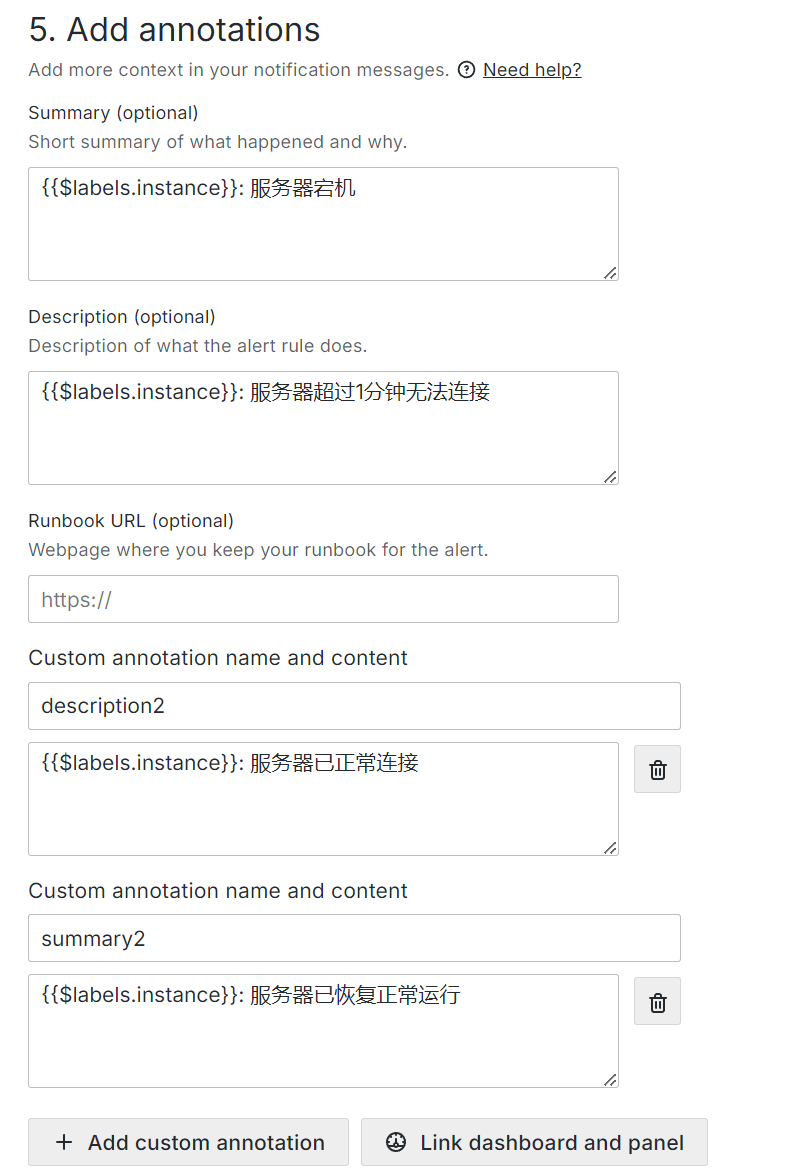 5. Add annotations
Add more context in your notification messages. Need help?
Summary (optional)
Short summary of what happened and why.
{{$labels.instance}}: 服务器宕机
Description (optional)
Description of what the alert rule does.
{{$labels.instance}}: 服务器超过1分钟无法连接
Runbook URL (optional)
Webpage where you keep your runbook for the alert.
https://
Custom annotation name and content
description2
{{$labels.instance}}: 服务器已正常连接
Custom annotation name and content
summary2
{{$labels.instance}}: 服务器已恢复正常运行
+ Add custom annotation
Link dashboard and panel